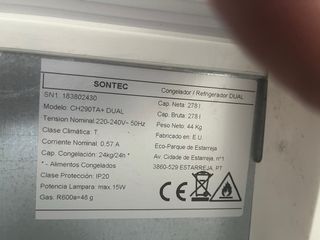 SONTEC
Congelador / Refrigerador DUAL
SN1: 183802430
Modelo: CH290TA+ DUAL
Tension Nominal: 220-240V~ 50Hz
Clase Climática: T
Corriente Nominal: 0.57 A
Cap. Congelación: 24kg/24h*
Clase Protección: IP20
Potencia Lampara: max.15W
Gas: R600a=46 g
Cap. Neta: 278 l
Cap. Bruta: 278 l
Peso Neto: 44 Kg
Fabricado en: E.U.
Eco-Parque de Estarreja
Av. Cidade de Estarreja, nº1
3860-529 ESTARREJA, PT
CE